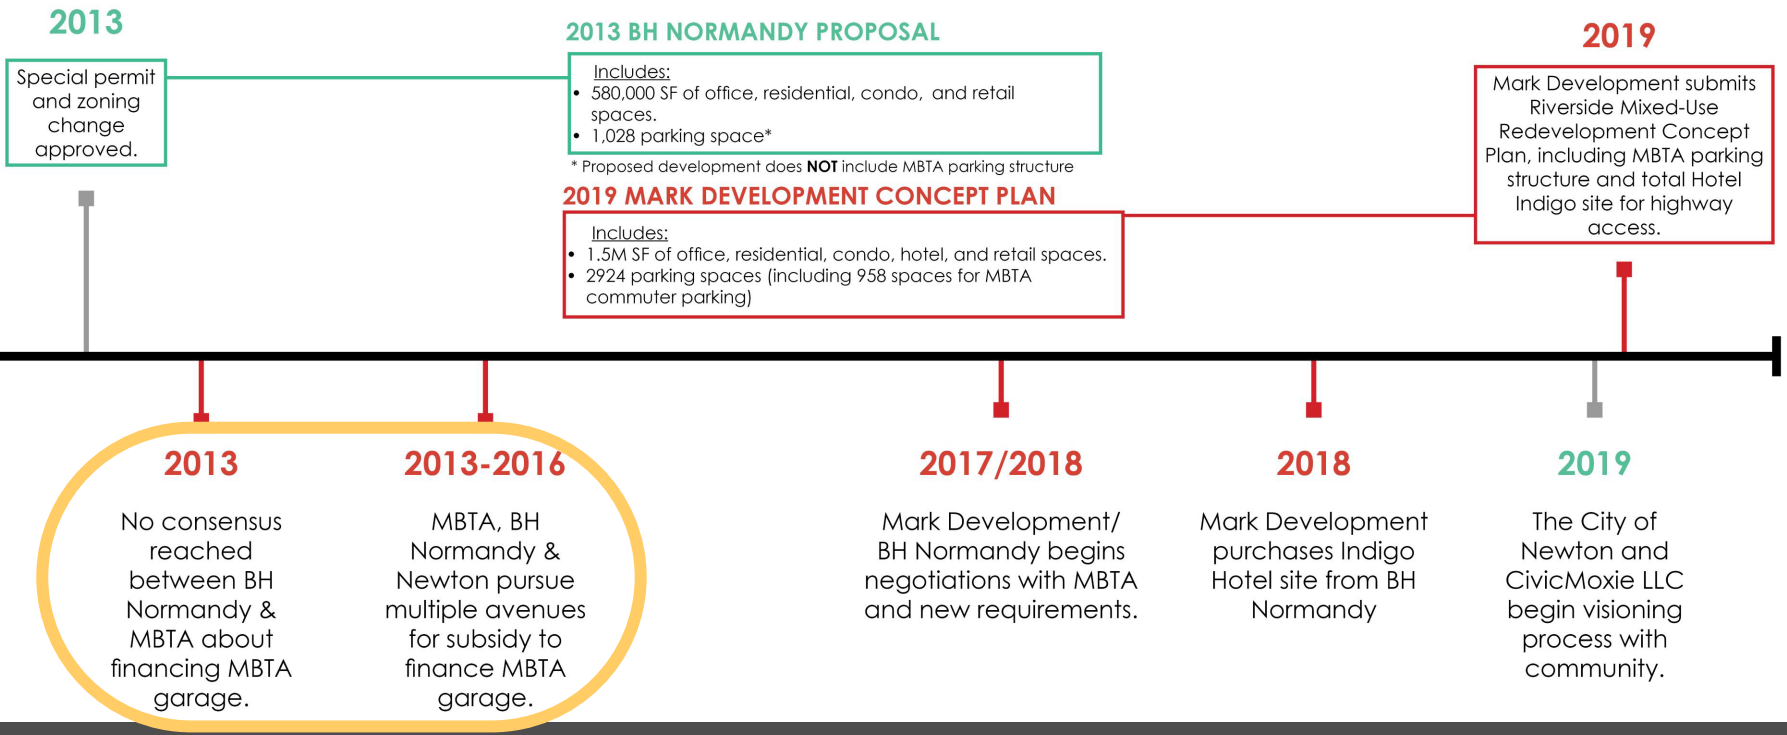 2013
Special permit
and zoning
change
approved.
2013 BH NORMANDY PROPOSAL
Includes:
• 580,000 SF of office, residential, condo, and retail
spaces.
• 1,028 parking space*
* Proposed development does NOT include MBTA parking structure
2019 MARK DEVELOPMENT CONCEPT PLAN
Includes:
• 1.5M SF of office, residential, condo, hotel, and retail spaces.
• 2924 parking spaces (including 958 spaces for MBTA
commuter parking)
2019
Mark Development submits
Riverside Mixed-Use
Redevelopment Concept
Plan, including MBTA parking
structure and total Hotel
Indigo site for highway
access.
2013
No consensus
reached
between BH
Normandy &
MBTA about
financing MBTA
garage.
2013-2016
MBTA, BH
Normandy &
Newton pursue
multiple avenues
for subsidy to
finance MBTA
garage.
2017/2018
Mark Development/
BH Normandy begins
negotiations with MBTA
and new requirements.
2018
Mark Development
purchases Indigo
Hotel site from BH
Normandy
2019
The City of
Newton and
CivicMoxie LLC
begin visioning
process with
community.